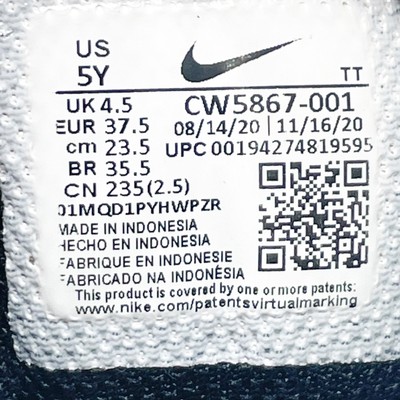 US
5Y
TT
UK 4.5
EUR 37.5
cm 23.5
BR 35.5
CN 235(2.5)
CW5867-001
08/14/20 | 11/16/20
UPC 00194274819595
01MQD1PYHWPZR
MADE IN INDONESIA
HECHO EN INDONESIA
FABRIQUE EN INDONESIE
FABRICADO NA INDONÉSIA
This product is covered by one or more patents:
www.nike.com/patentsvirtualmarking